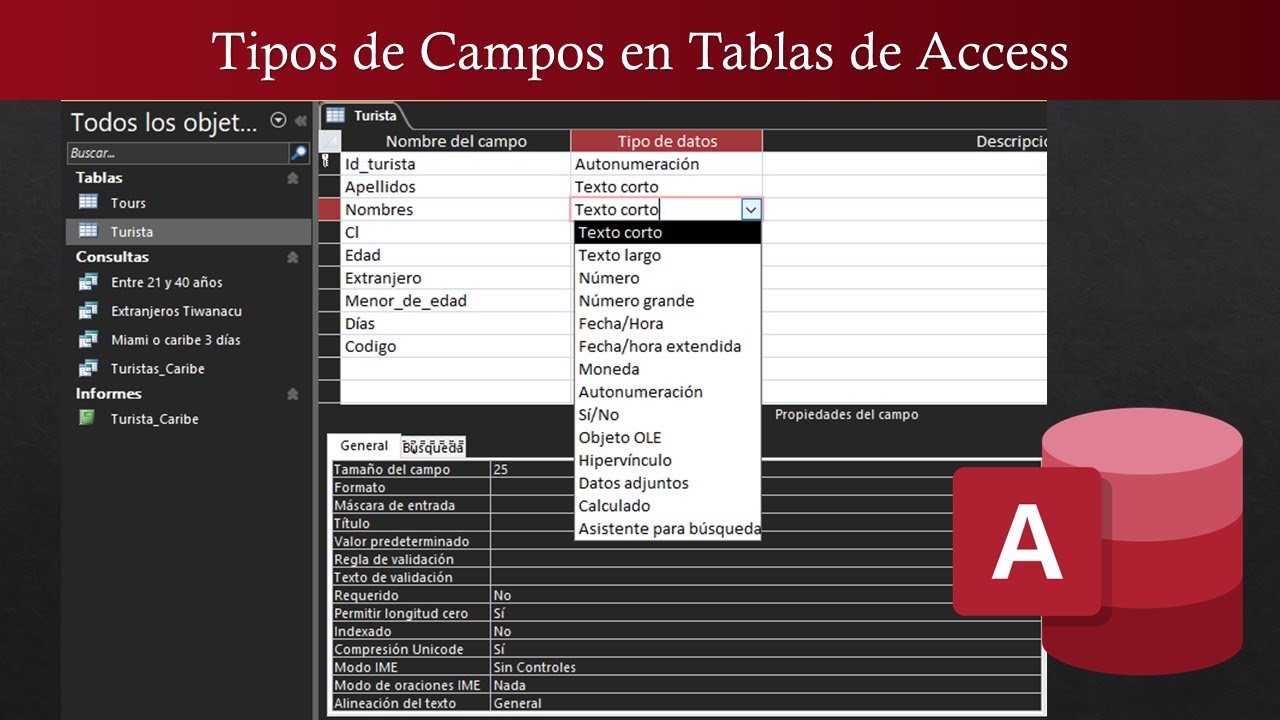 Tipos de Campos en Tablas de Access
Todos los objet...
Buscar...
Tablas
Tours
Turista
Consultas
Entre 21 y 40 años
Extranjeros Tiwanacu
Miami o caribe 3 días
Turistas_Caribe
Informes
Turista_Caribe
Turista
Nombre del campo Tipo de datos Descripcio
Id_turista Autonumeración
Apellidos Texto corto
Nombres Texto corto
CI
Edad
Extranjero
Menor_de_edad
Días
Codigo
Texto corto
Texto largo
Número
Número grande
Fecha/Hora
Fecha/hora extendida
Moneda
Autonumeración
Sí/No
Objeto OLE
Hipervínculo
Datos adjuntos
Calculado
Asistente para búsqueda
Propiedades del campo
General Búsqueda
Tamaño del campo 25
Formato
Máscara de entrada
Título
Valor predeterminado
Regla de validación
Texto de validación
Requerido No
Permitir longitud cero Sí
Indexado No
Compresión Unicode Sí
Modo IME Sin Controles
Modo de oraciones IME Nada
Alineación del texto General
A